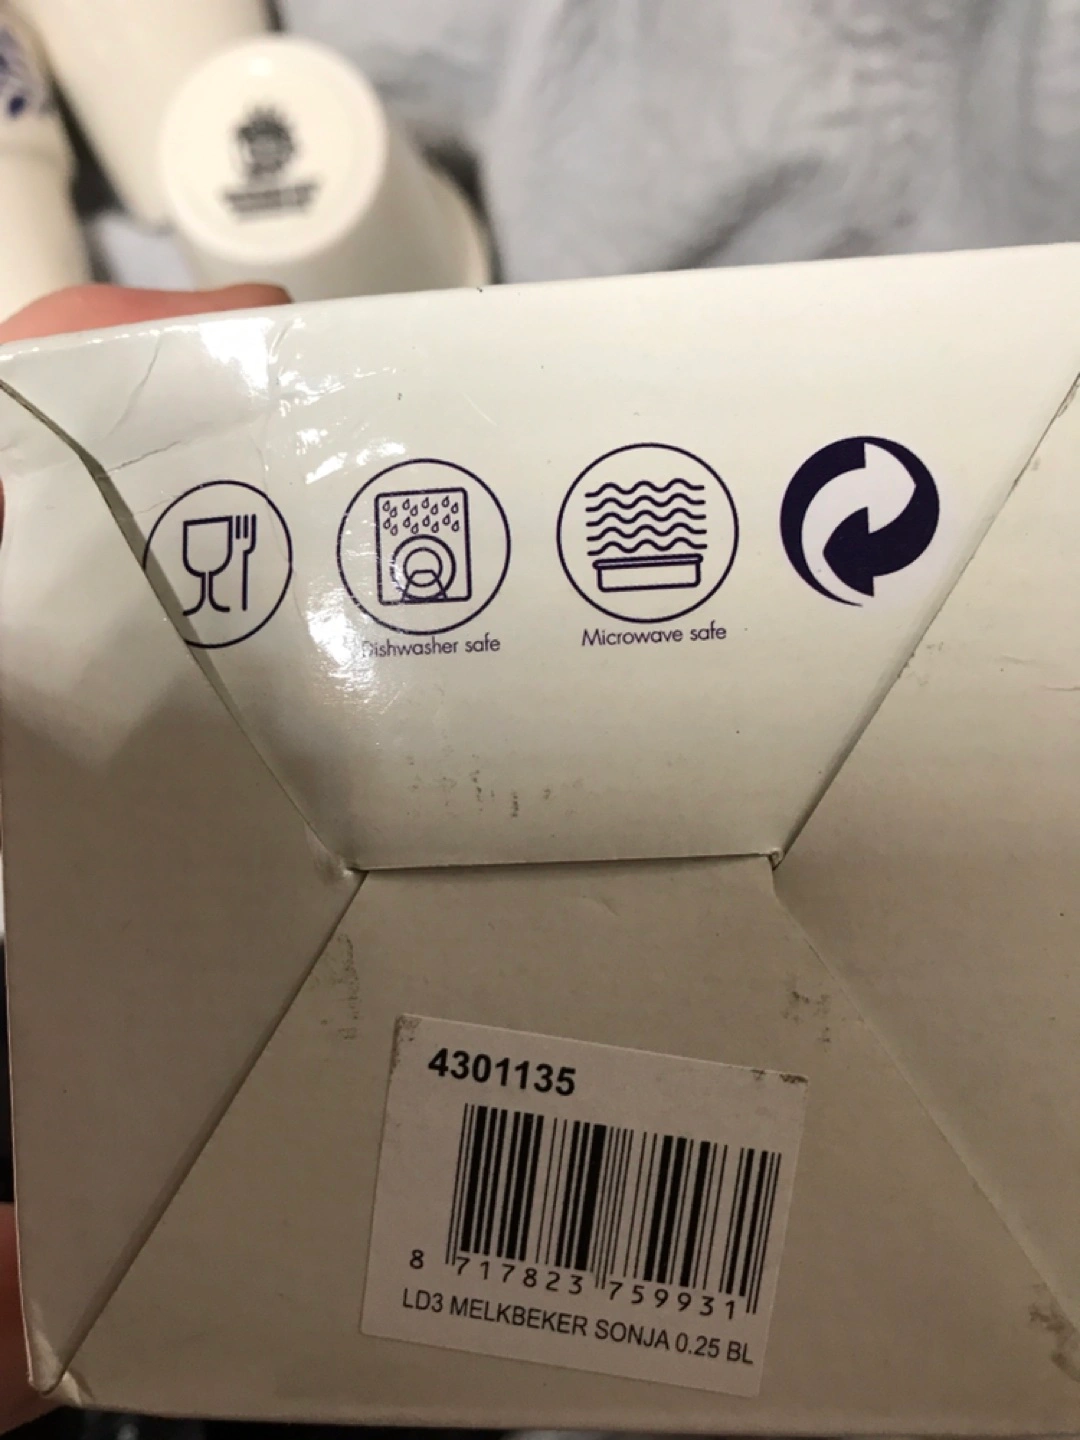 Dishwasher safe
Microwave safe
4301135
8 717823 759931
LD3 MELKBEKER SONJA 0.25 BL